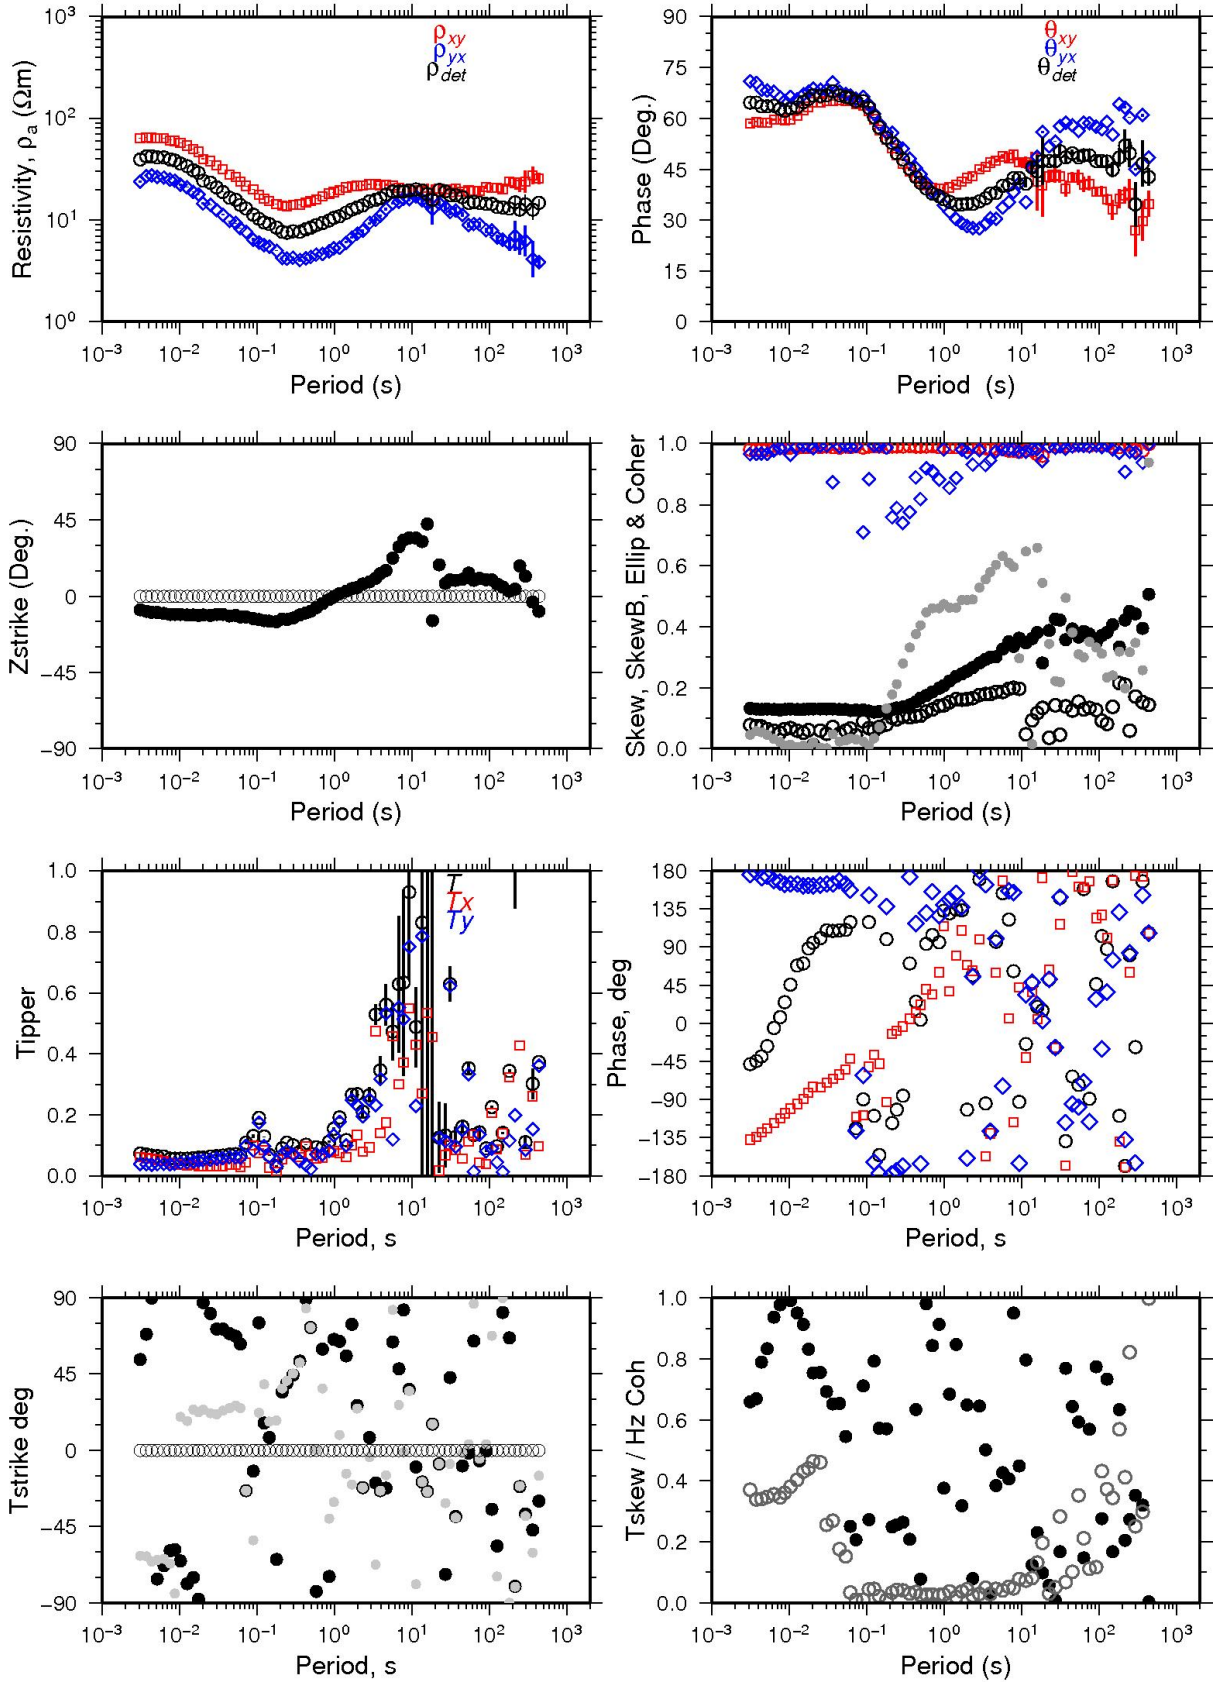 10³
10²
10¹
10⁰
Resistivity, ρₐ (Ωm)
ρxy
ρyx
ρdet
10⁻³ 10⁻² 10⁻¹ 10⁰ 10¹ 10² 10³
Period (s)
90
75
60
45
30
15
0
Phase (Deg.)
θxy
θyx
θdet
10⁻³ 10⁻² 10⁻¹ 10⁰ 10¹ 10² 10³
Period (s)
90
45
0
−45
−90
Zstrike (Deg.)
10⁻³ 10⁻² 10⁻¹ 10⁰ 10¹ 10² 10³
Period (s)
1.0
0.8
0.6
0.4
0.2
0.0
Skew, SkewB, Ellip & Coher
10⁻³ 10⁻² 10⁻¹ 10⁰ 10¹ 10² 10³
Period (s)
1.0
0.8
0.6
0.4
0.2
0.0
Tipper
T
Tx
Ty
10⁻³ 10⁻² 10⁻¹ 10⁰ 10¹ 10² 10³
Period, s
180
135
90
45
0
−45
−90
−135
−180
Phase, deg
10⁻³ 10⁻² 10⁻¹ 10⁰ 10¹ 10² 10³
Period, s
90
45
0
−45
−90
Tstrike deg
10⁻³ 10⁻² 10⁻¹ 10⁰ 10¹ 10² 10³
Period, s
1.0
0.8
0.6
0.4
0.2
0.0
Tskew / Hz Coh
10⁻³ 10⁻² 10⁻¹ 10⁰ 10¹ 10² 10³
Period (s)